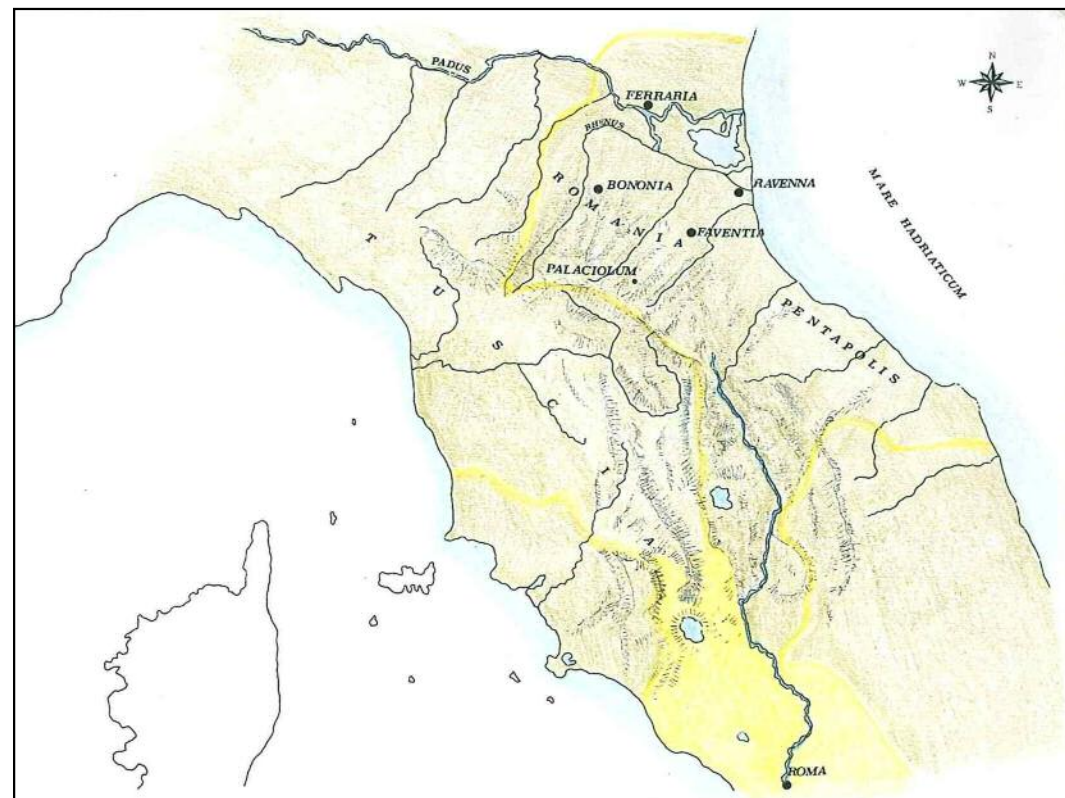 N
W E
S
PADUS
FERRARIA
RHENUS
MARE HADRIATICUM
BONONIA
RAVENNA
ROMANIA
FAVENTIA
PALACIOLUM
TUSCIA
PENTAPOLIS
ROMA